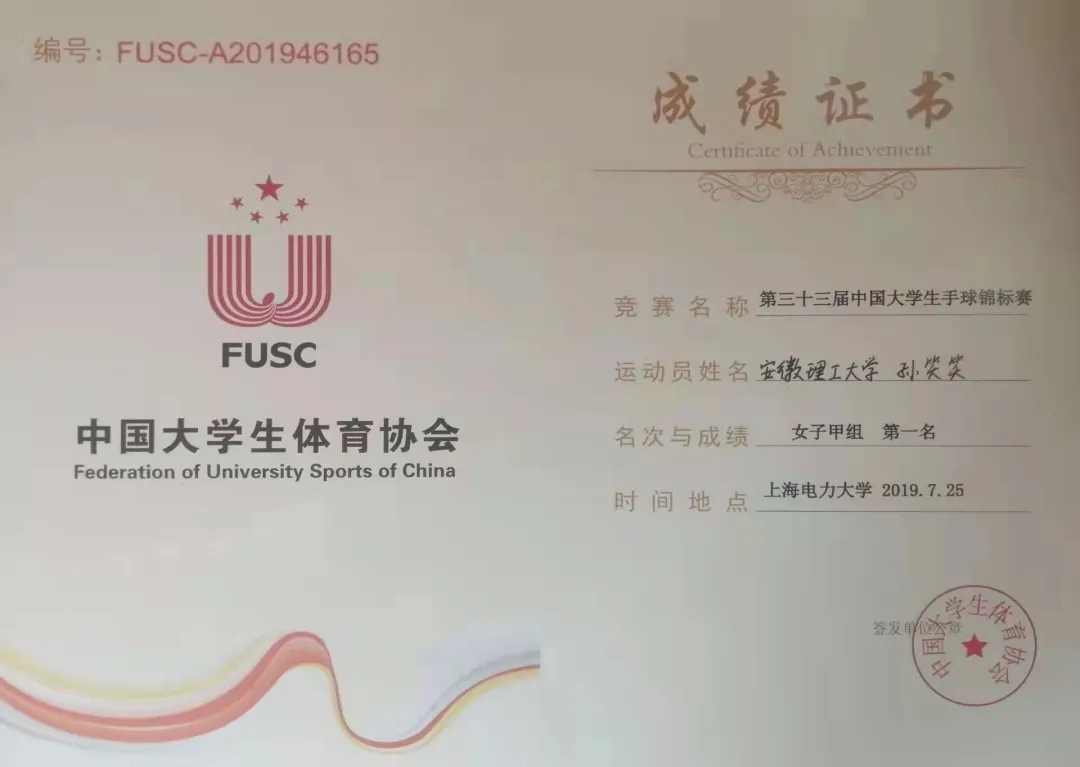 编号：FUSC-A201946165
FUSC
中国大学生体育协会
Federation of University Sports of China
成绩证书
Certificate of Achievement
竞赛名称 第三十三届中国大学生手球锦标赛
运动员姓名 安徽理工大学 孙笑笑
名次与成绩 女子甲组 第一名
时间地点 上海电力大学 2019.7.25
签发单位公章
中国大学生体育协会